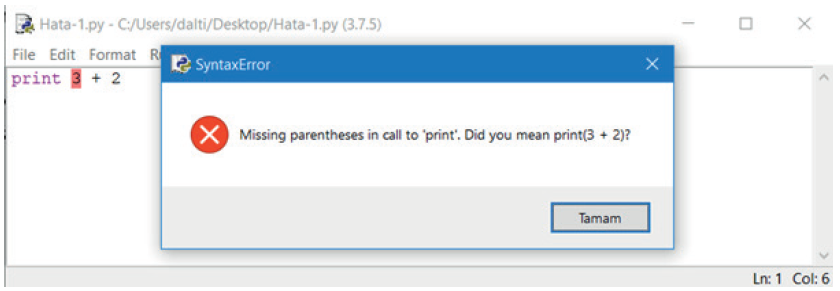 Hata-1.py - C:/Users/dalti/Desktop/Hata-1.py (3.7.5)
File Edit Format
print 3 + 2
SyntaxError
Missing parentheses in call to 'print'. Did you mean print(3 + 2)?
Tamam
Ln: 1 Col: 6